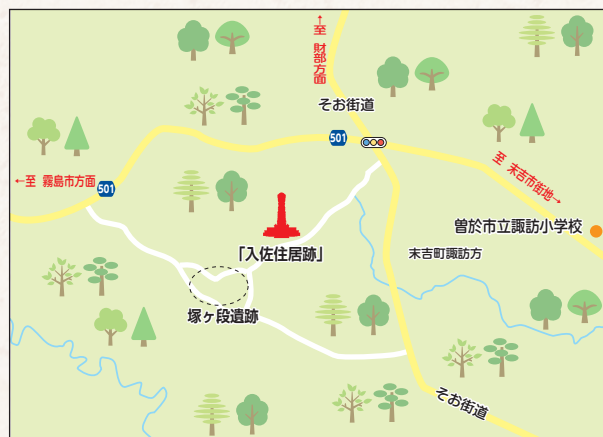 ←至 財部方面
そお街道
501
501
←至 霧島市方面
至 末吉市街地→
曽於市立諏訪小学校
「入佐住居跡」
末吉町諏訪方
塚ヶ段遺跡
そお街道